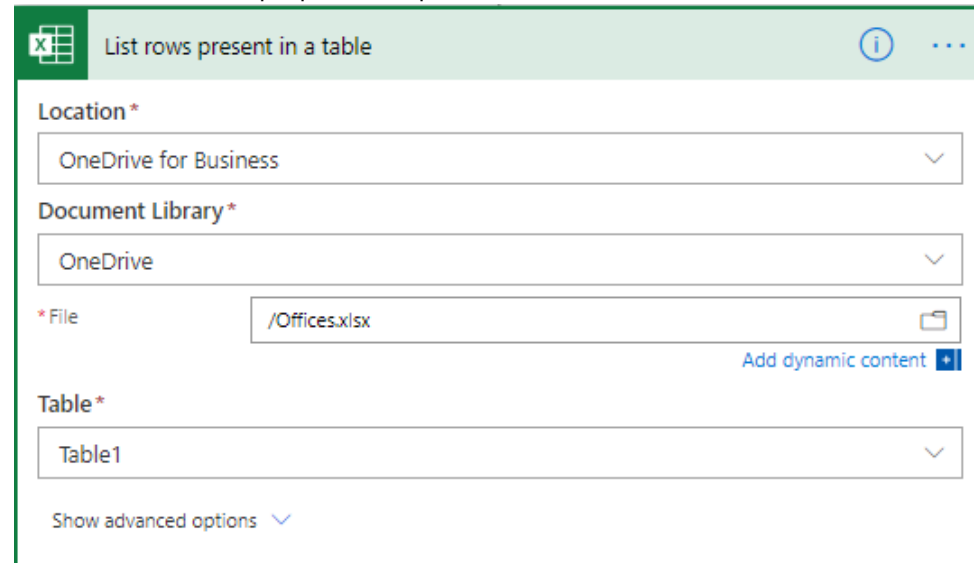 List rows present in a table
Location *
OneDrive for Business
Document Library *
OneDrive
* File
/Offices.xlsx
Add dynamic content
Table *
Table1
Show advanced options